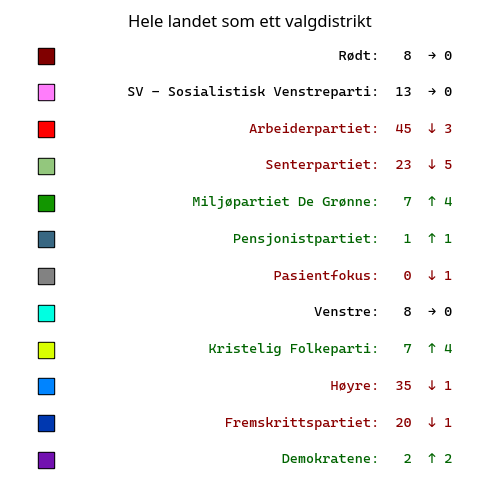 Hele landet som ett valgdistrikt
Rødt: 8 → 0
SV – Sosialistisk Venstreparti: 13 → 0
Arbeiderpartiet: 45 ↓ 3
Senterpartiet: 23 ↓ 5
Miljøpartiet De Grønne: 7 ↑ 4
Pensjonistpartiet: 1 ↑ 1
Pasientfokus: 0 ↓ 1
Venstre: 8 → 0
Kristelig Folkeparti: 7 ↑ 4
Høyre: 35 ↓ 1
Fremskrittspartiet: 20 ↓ 1
Demokratene: 2 ↑ 2